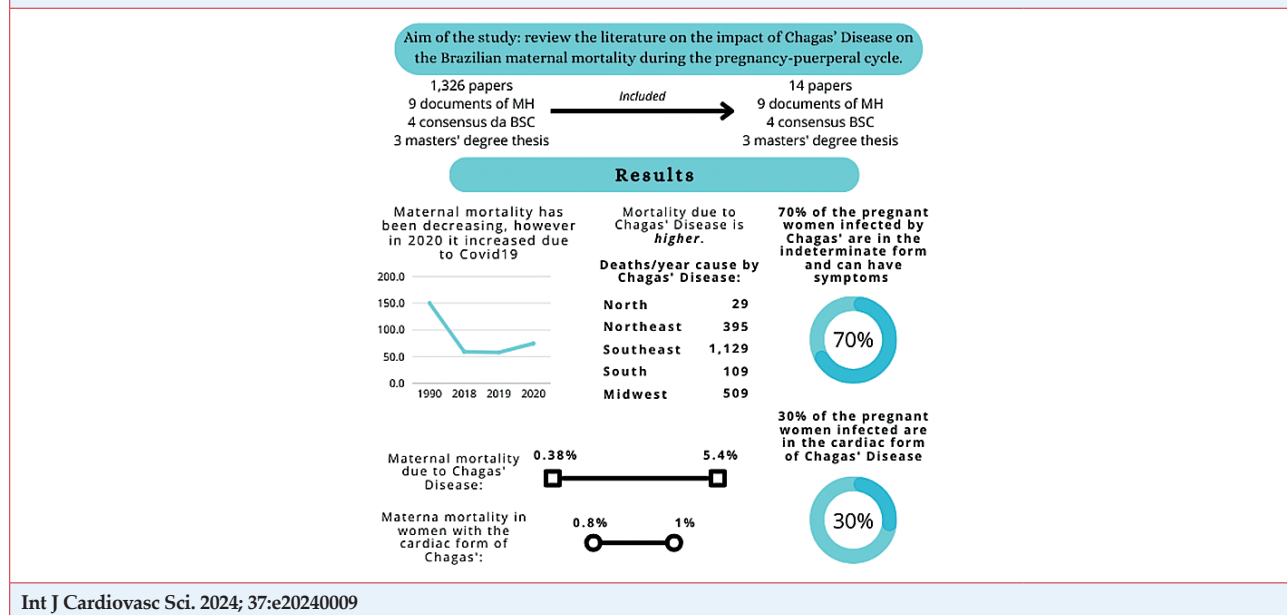 Aim of the study: review the literature on the impact of Chagas' Disease on
the Brazilian maternal mortality during the pregnancy-puerperal cycle.
1,326 papers
9 documents of MH
4 consensus da BSC
3 masters' degree thesis
Included
14 papers
9 documents of MH
4 consensus BSC
3 masters' degree thesis
Results
Maternal mortality has
been decreasing, however
in 2020 it increased due
to Covid19
200.0
150.0
100.0
50.0
0.0
1990 2018 2019 2020
Mortality due to
Chagas' Disease is
higher.
Deaths/year cause by
Chagas' Disease:
North 29
Northeast 395
Southeast 1,129
South 109
Midwest 509
70% of the pregnant
women infected by
Chagas' are in the
indeterminate form
and can have
symptoms
70%
Maternal mortality
due to Chagas'
Disease:
0.38% 5.4%
Materna mortality in
women with the
cardiac form of
Chagas':
0.8% 1%
30% of the pregnant
women infected are
in the cardiac form
of Chagas' Disease
30%
Int J Cardiovasc Sci. 2024; 37:e20240009